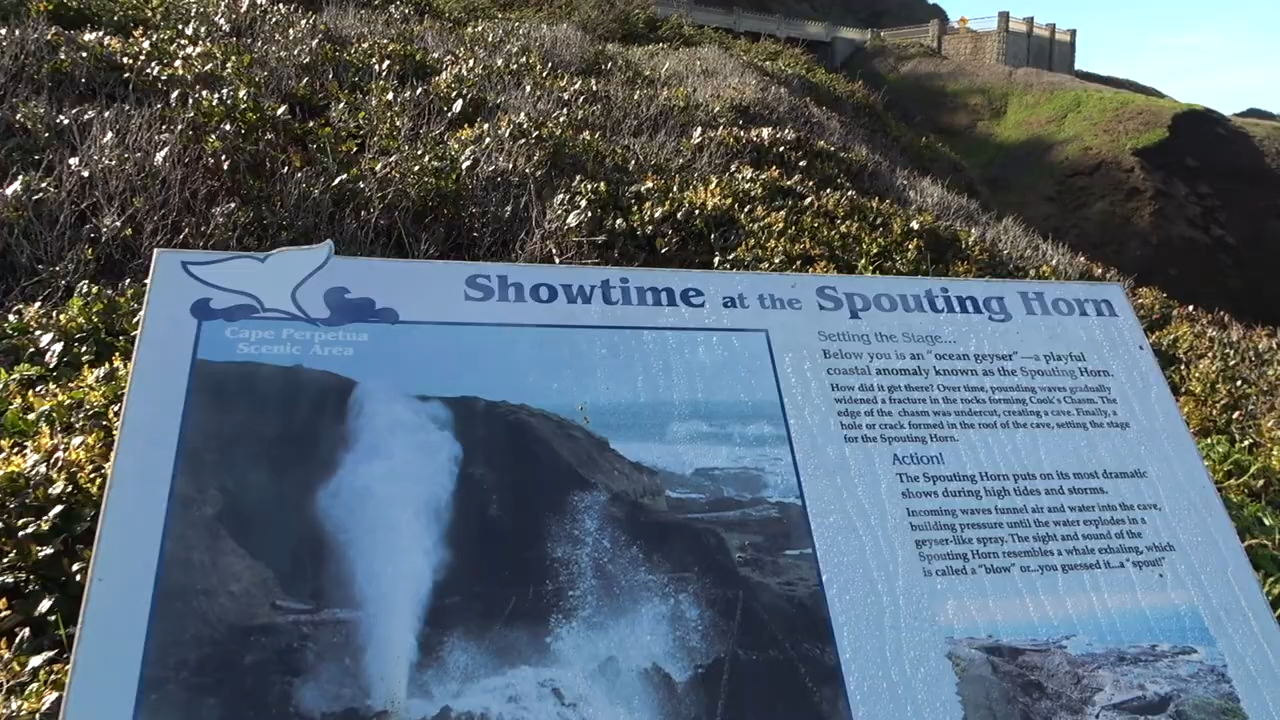 Showtime at the Spouting Horn
Cape Perpetua
Scenic Area
Setting the Stage...
Below you is an "ocean geyser" —a playful
coastal anomaly known as the Spouting Horn.
How did it get there? Over time, pounding waves gradually
widened a fracture in the rocks forming Cook's Chasm. The
edge of the chasm was undercut, creating a cave. Finally, a
hole or crack formed in the roof of the cave, setting the stage
for the Spouting Horn.
Action!
The Spouting Horn puts on its most dramatic
shows during high tides and storms.
Incoming waves funnel air and water into the cave,
building pressure until the water explodes in a
geyser-like spray. The sight and sound of the
Spouting Horn resembles a whale exhaling, which
is called a "blow" or...you guessed it...a "spout!"